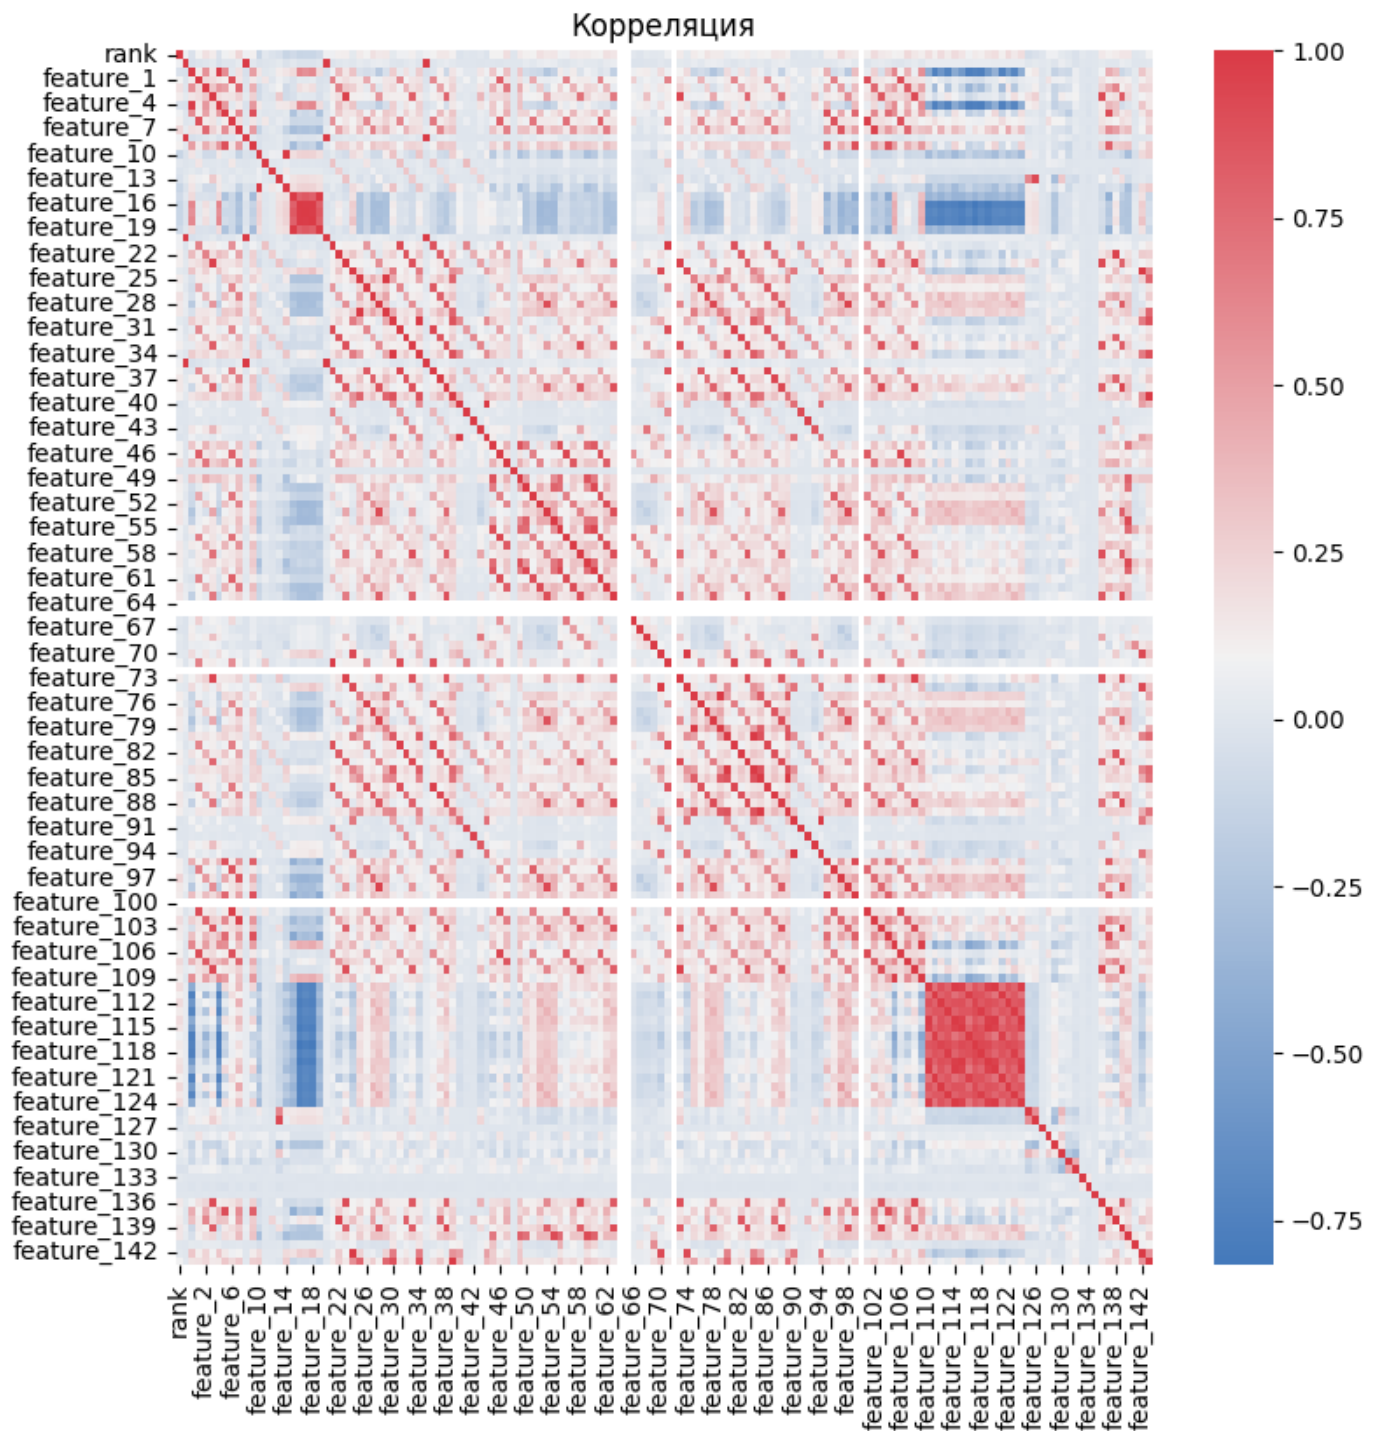 Корреляция
rank
feature_1
feature_4
feature_7
feature_10
feature_13
feature_16
feature_19
feature_22
feature_25
feature_28
feature_31
feature_34
feature_37
feature_40
feature_43
feature_46
feature_49
feature_52
feature_55
feature_58
feature_61
feature_64
feature_67
feature_70
feature_73
feature_76
feature_79
feature_82
feature_85
feature_88
feature_91
feature_94
feature_97
feature_100
feature_103
feature_106
feature_109
feature_112
feature_115
feature_118
feature_121
feature_124
feature_127
feature_130
feature_133
feature_136
feature_139
feature_142
rank
feature_2
feature_6
feature_10
feature_14
feature_18
feature_22
feature_26
feature_30
feature_34
feature_38
feature_42
feature_46
feature_50
feature_54
feature_58
feature_62
feature_66
feature_70
feature_74
feature_78
feature_82
feature_86
feature_90
feature_94
feature_98
feature_102
feature_106
feature_110
feature_114
feature_118
feature_122
feature_126
feature_130
feature_134
feature_138
feature_142
1.00
0.75
0.50
0.25
0.00
−0.25
−0.50
−0.75